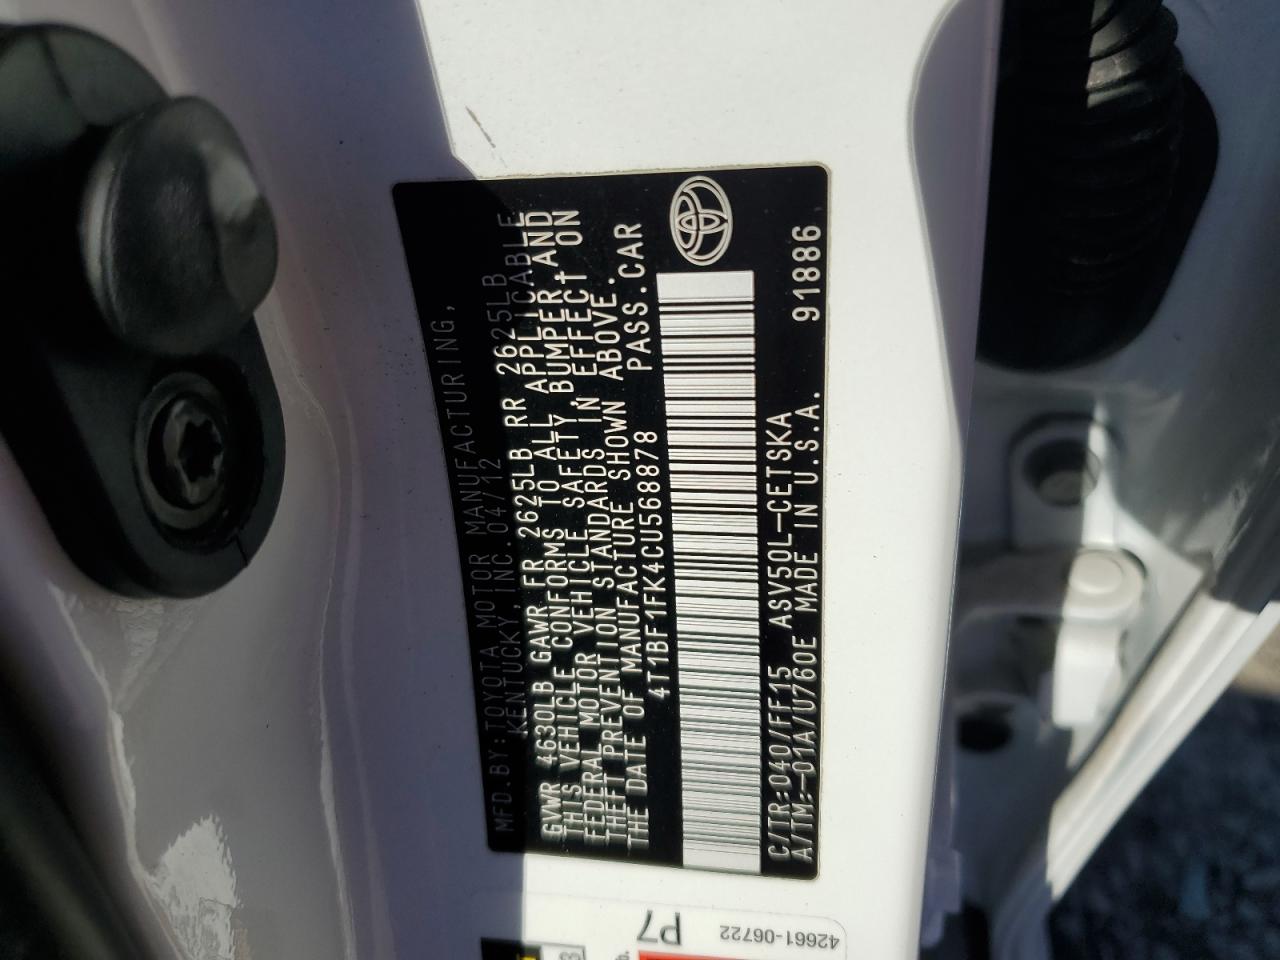 MFD.BY:TOYOTA MOTOR MANUFACTURING,
KENTUCKY,INC. 04/12
GVWR 4630LB GAWR FR 2625LB RR 2625LB
THIS VEHICLE CONFORMS TO ALL APPLICABLE
FEDERAL MOTOR VEHICLE SAFETY, BUMPER, AND
THEFT PREVENTION STANDARDS IN EFFECT ON
THE DATE OF MANUFACTURE SHOWN ABOVE.
4T1BF1FK4CU568878 PASS.CAR
C/TR:040/FF15 ASV50L-CETSKA
A/TM:-01A/U760E MADE IN U.S.A. 91886
P7
42661-06722